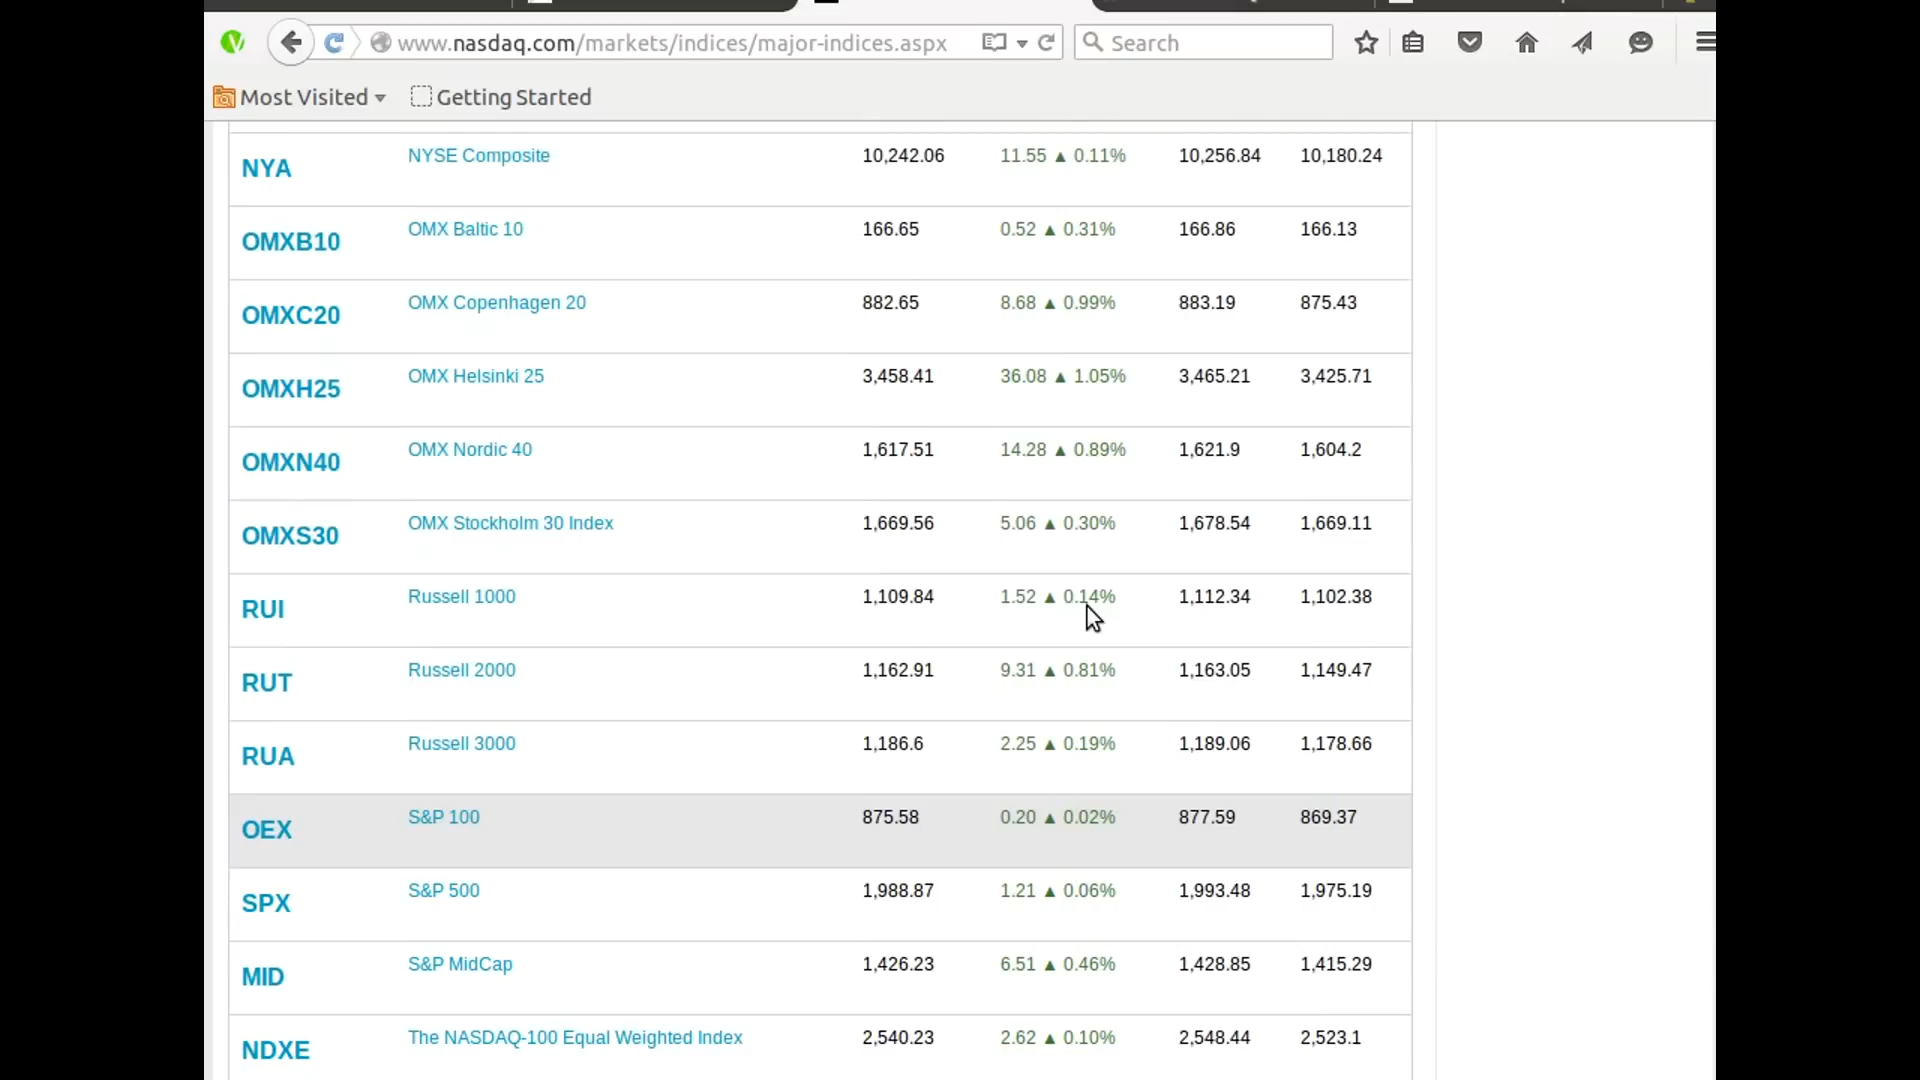 www.nasdaq.com/markets/indices/major-indices.aspx Search
Most Visited Getting Started
NYA NYSE Composite 10,242.06 11.55 ▲ 0.11% 10,256.84 10,180.24
OMXB10 OMX Baltic 10 166.65 0.52 ▲ 0.31% 166.86 166.13
OMXC20 OMX Copenhagen 20 882.65 8.68 ▲ 0.99% 883.19 875.43
OMXH25 OMX Helsinki 25 3,458.41 36.08 ▲ 1.05% 3,465.21 3,425.71
OMXN40 OMX Nordic 40 1,617.51 14.28 ▲ 0.89% 1,621.9 1,604.2
OMXS30 OMX Stockholm 30 Index 1,669.56 5.06 ▲ 0.30% 1,678.54 1,669.11
RUI Russell 1000 1,109.84 1.52 ▲ 0.14% 1,112.34 1,102.38
RUT Russell 2000 1,162.91 9.31 ▲ 0.81% 1,163.05 1,149.47
RUA Russell 3000 1,186.6 2.25 ▲ 0.19% 1,189.06 1,178.66
OEX S&P 100 875.58 0.20 ▲ 0.02% 877.59 869.37
SPX S&P 500 1,988.87 1.21 ▲ 0.06% 1,993.48 1,975.19
MID S&P MidCap 1,426.23 6.51 ▲ 0.46% 1,428.85 1,415.29
NDXE The NASDAQ-100 Equal Weighted Index 2,540.23 2.62 ▲ 0.10% 2,548.44 2,523.1